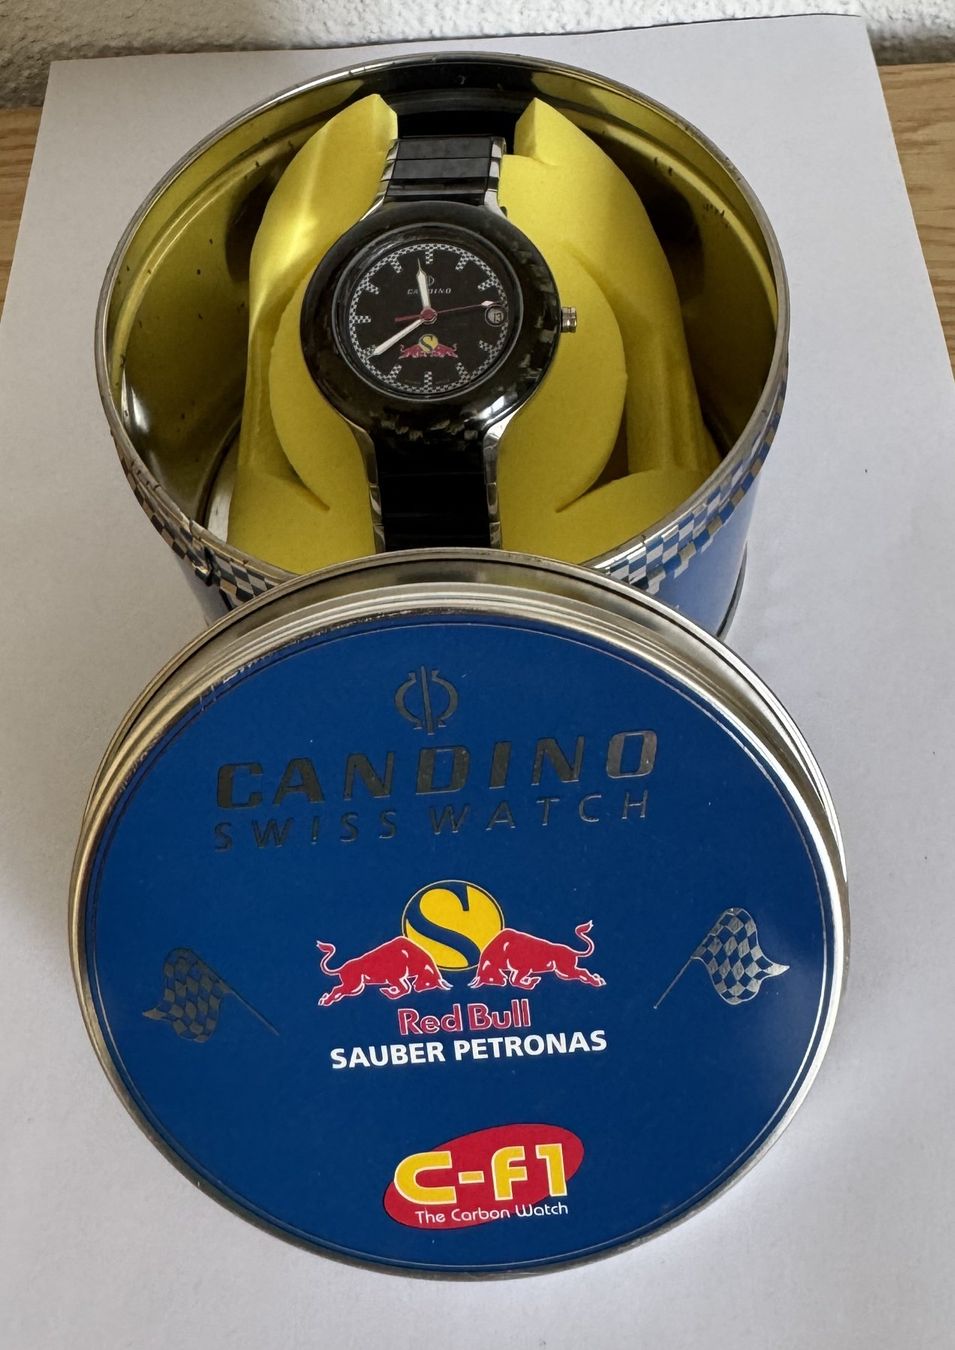 CANDINO
13
S
CANDINO
SWISS WATCH
S
Red Bull
SAUBER PETRONAS
C-F1
The Carbon Watch